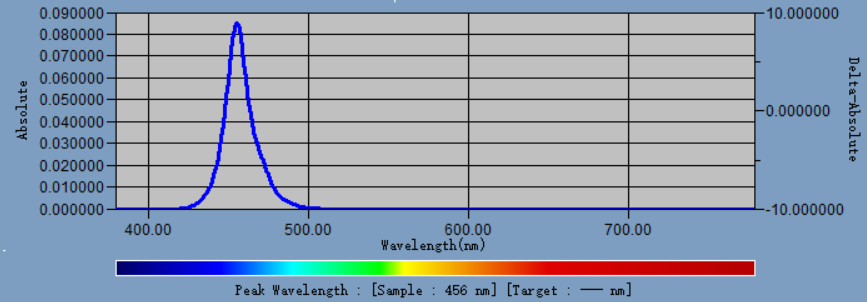 0.090000
0.080000
0.070000
0.060000
0.050000
0.040000
0.030000
0.020000
0.010000
0.000000
Absolute
10.000000
0.000000
-10.000000
Delta-Absolute
400.00 500.00 600.00 700.00
Wavelength(nm)
Peak Wavelength : [Sample : 456 nm] [Target : —— nm]